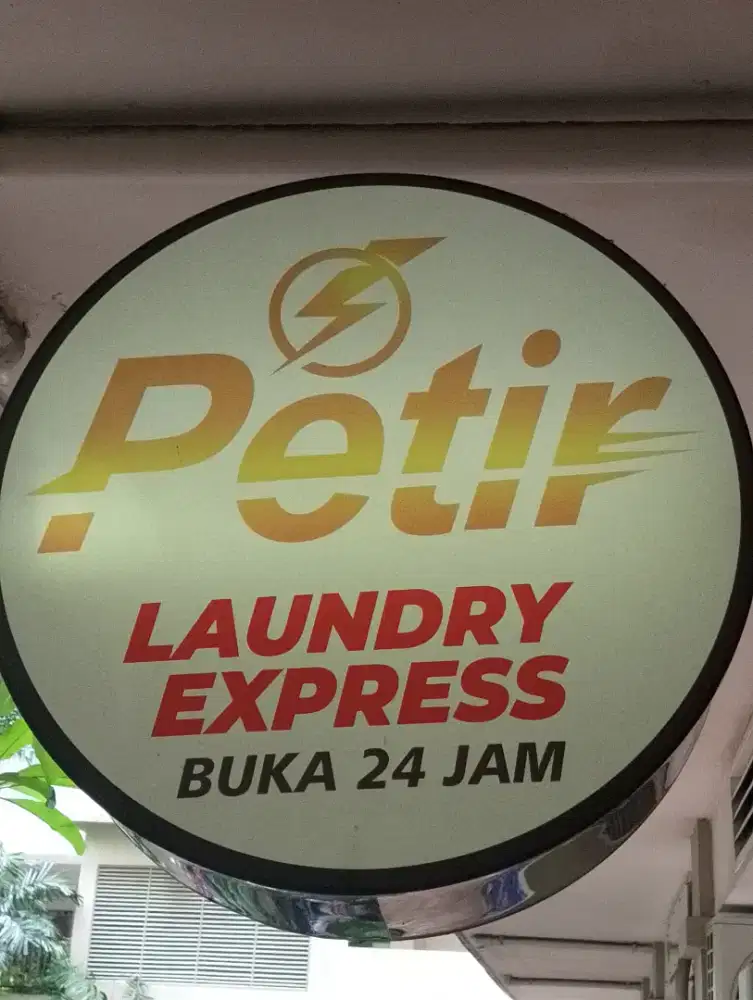 Petir
LAUNDRY
EXPRESS
BUKA 24 JAM